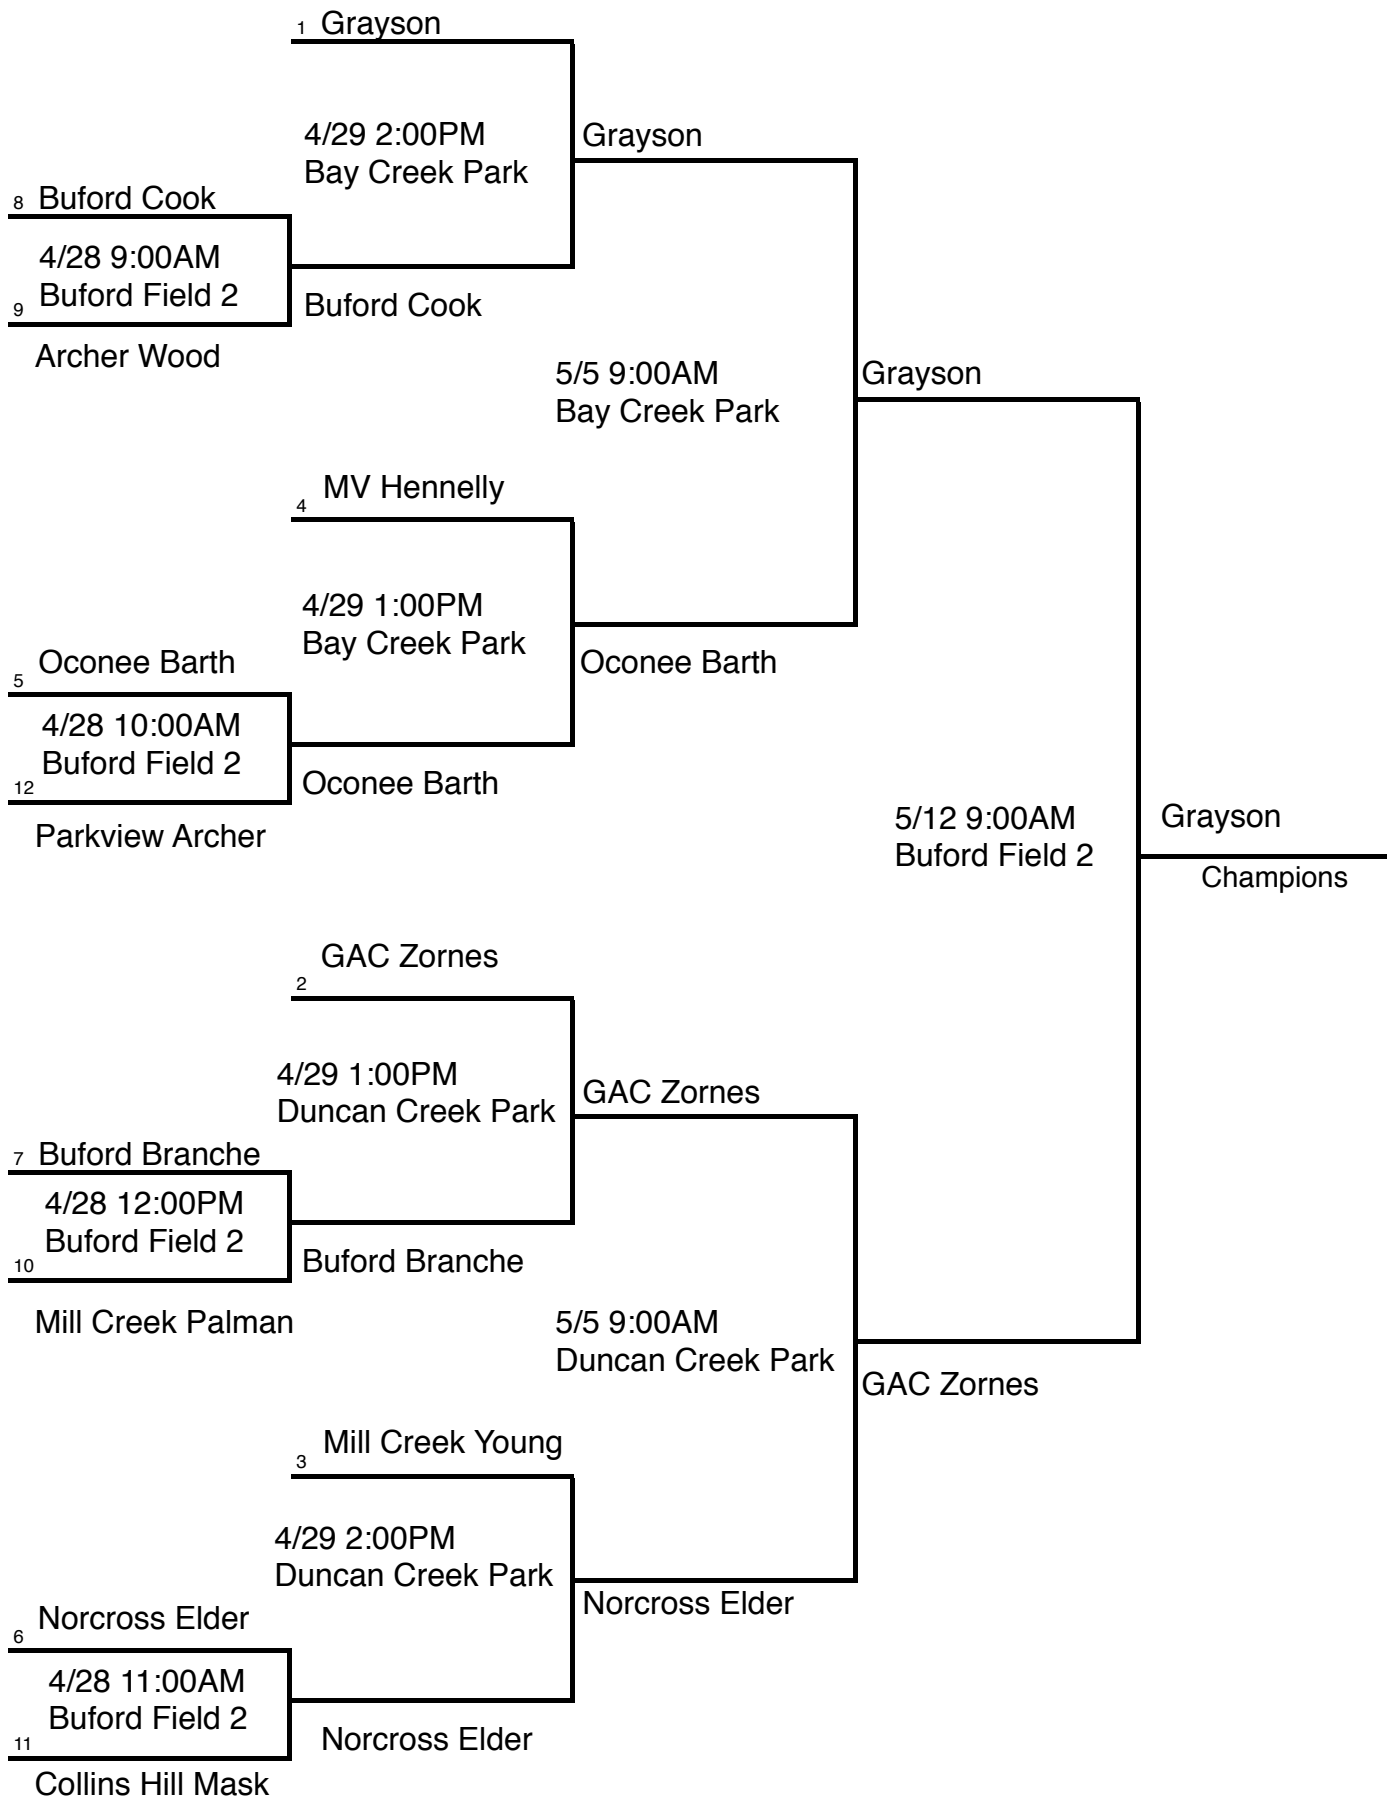 1 Grayson
4/29 2:00PM
Bay Creek Park
Grayson
8 Buford Cook
4/28 9:00AM
Buford Field 2
9
Archer Wood
Buford Cook
5/5 9:00AM
Bay Creek Park
Grayson
4 MV Hennelly
4/29 1:00PM
Bay Creek Park
Oconee Barth
5 Oconee Barth
4/28 10:00AM
Buford Field 2
12
Parkview Archer
Oconee Barth
5/12 9:00AM
Buford Field 2
Grayson
Champions
GAC Zornes
2
4/29 1:00PM
Duncan Creek Park
GAC Zornes
7 Buford Branche
4/28 12:00PM
Buford Field 2
10
Mill Creek Palman
Buford Branche
5/5 9:00AM
Duncan Creek Park
GAC Zornes
3 Mill Creek Young
4/29 2:00PM
Duncan Creek Park
Norcross Elder
6 Norcross Elder
4/28 11:00AM
Buford Field 2
11
Collins Hill Mask
Norcross Elder